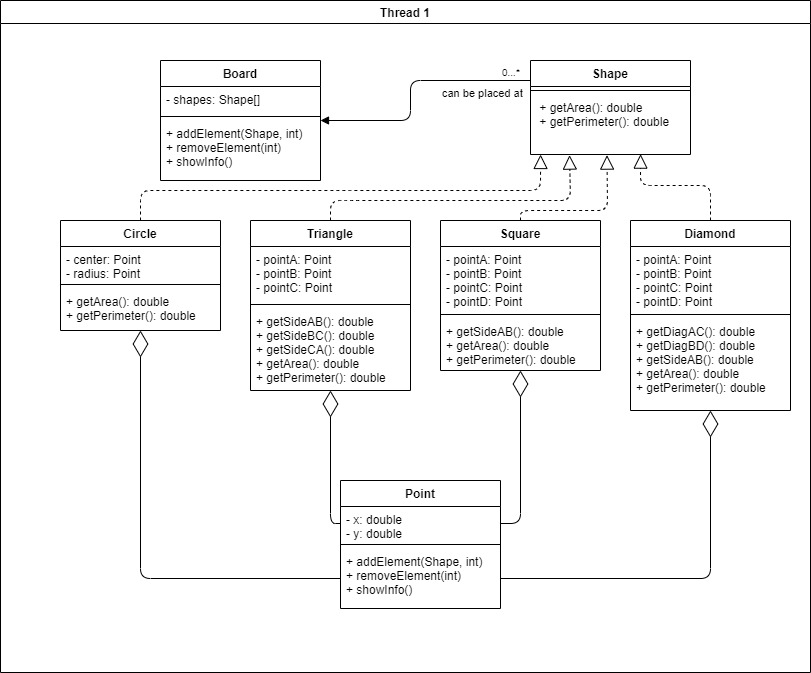 Thread 1
Board
- shapes: Shape[]
+ addElement(Shape, int)
+ removeElement(int)
+ showInfo()
0...*
can be placed at
Shape
+ getArea(): double
+ getPerimeter(): double
Circle
- center: Point
- radius: Point
+ getArea(): double
+ getPerimeter(): double
Triangle
- pointA: Point
- pointB: Point
- pointC: Point
+ getSideAB(): double
+ getSideBC(): double
+ getSideCA(): double
+ getArea(): double
+ getPerimeter(): double
Square
- pointA: Point
- pointB: Point
- pointC: Point
- pointD: Point
+ getSideAB(): double
+ getArea(): double
+ getPerimeter(): double
Diamond
- pointA: Point
- pointB: Point
- pointC: Point
- pointD: Point
+ getDiagAC(): double
+ getDiagBD(): double
+ getSideAB(): double
+ getArea(): double
+ getPerimeter(): double
Point
- x: double
- y: double
+ addElement(Shape, int)
+ removeElement(int)
+ showInfo()